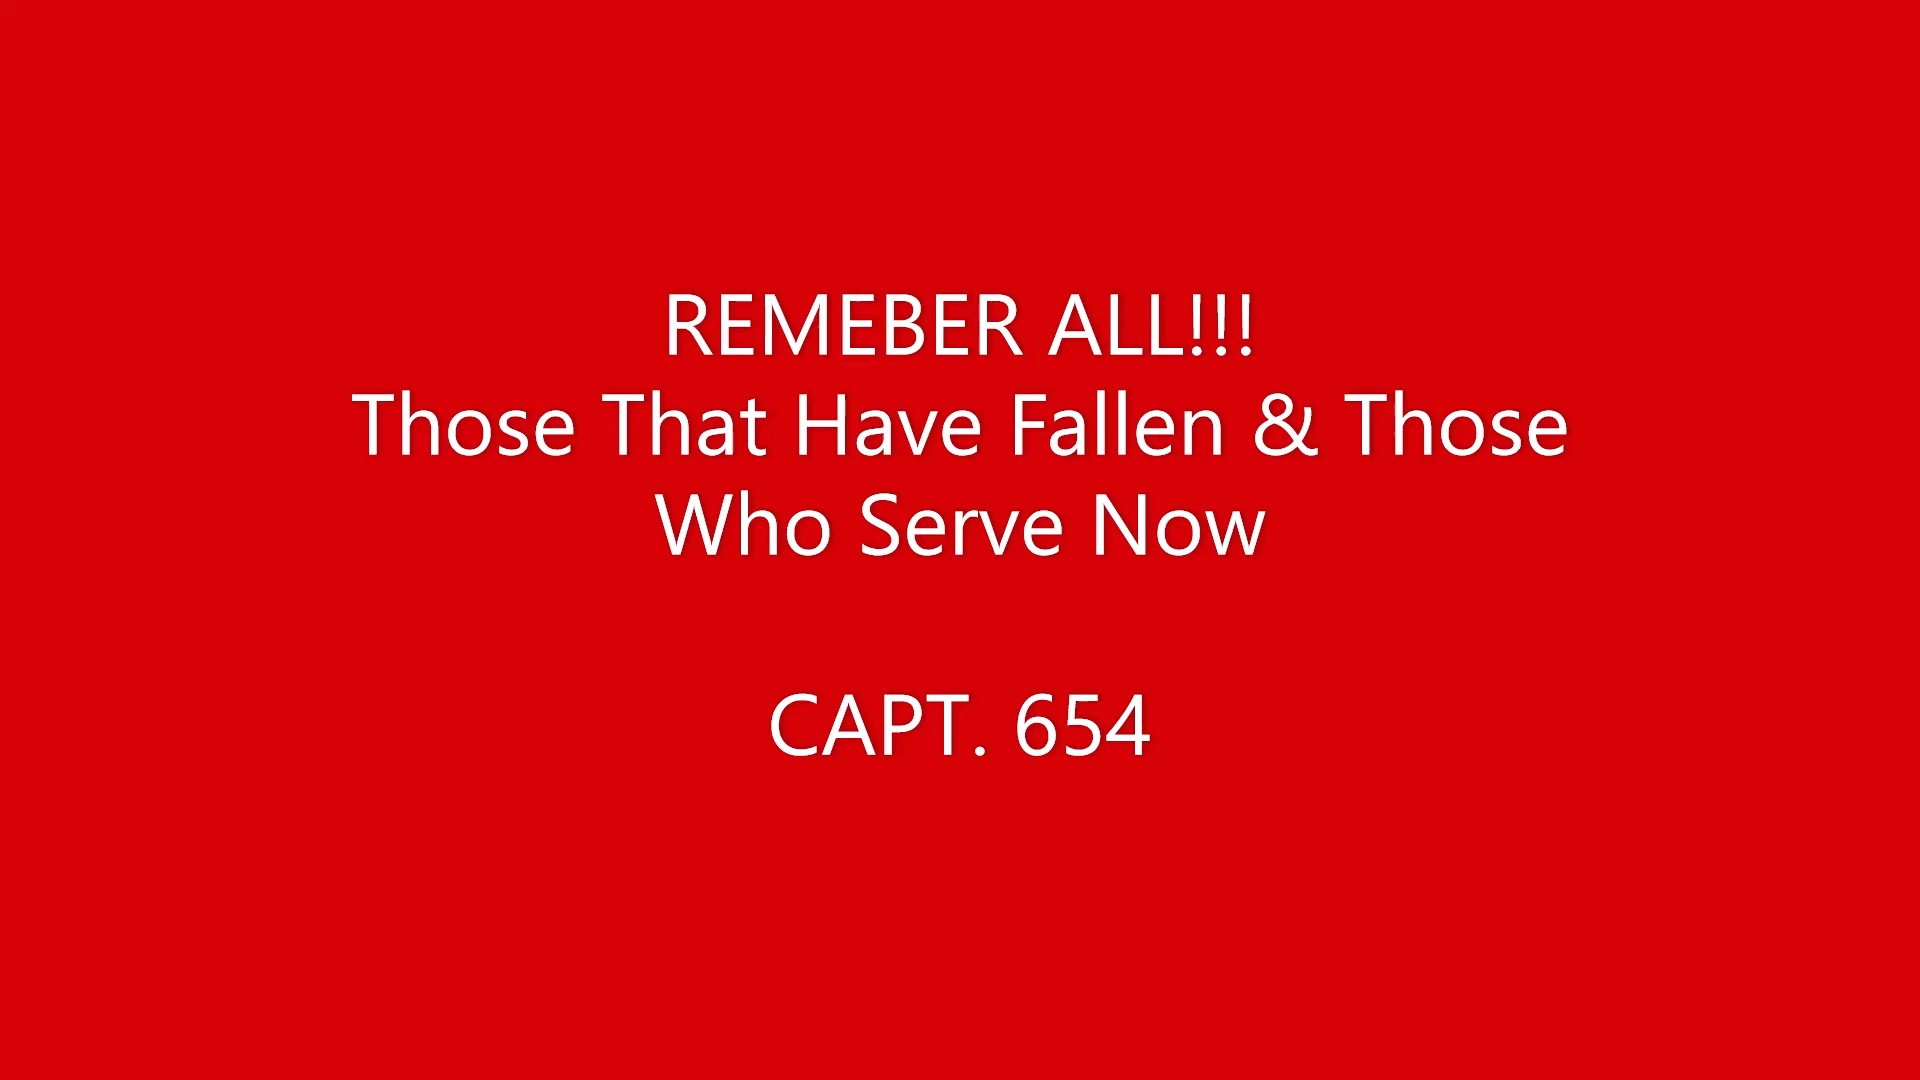 REMEBER ALL!!!
Those That Have Fallen & Those
Who Serve Now
CAPT. 654